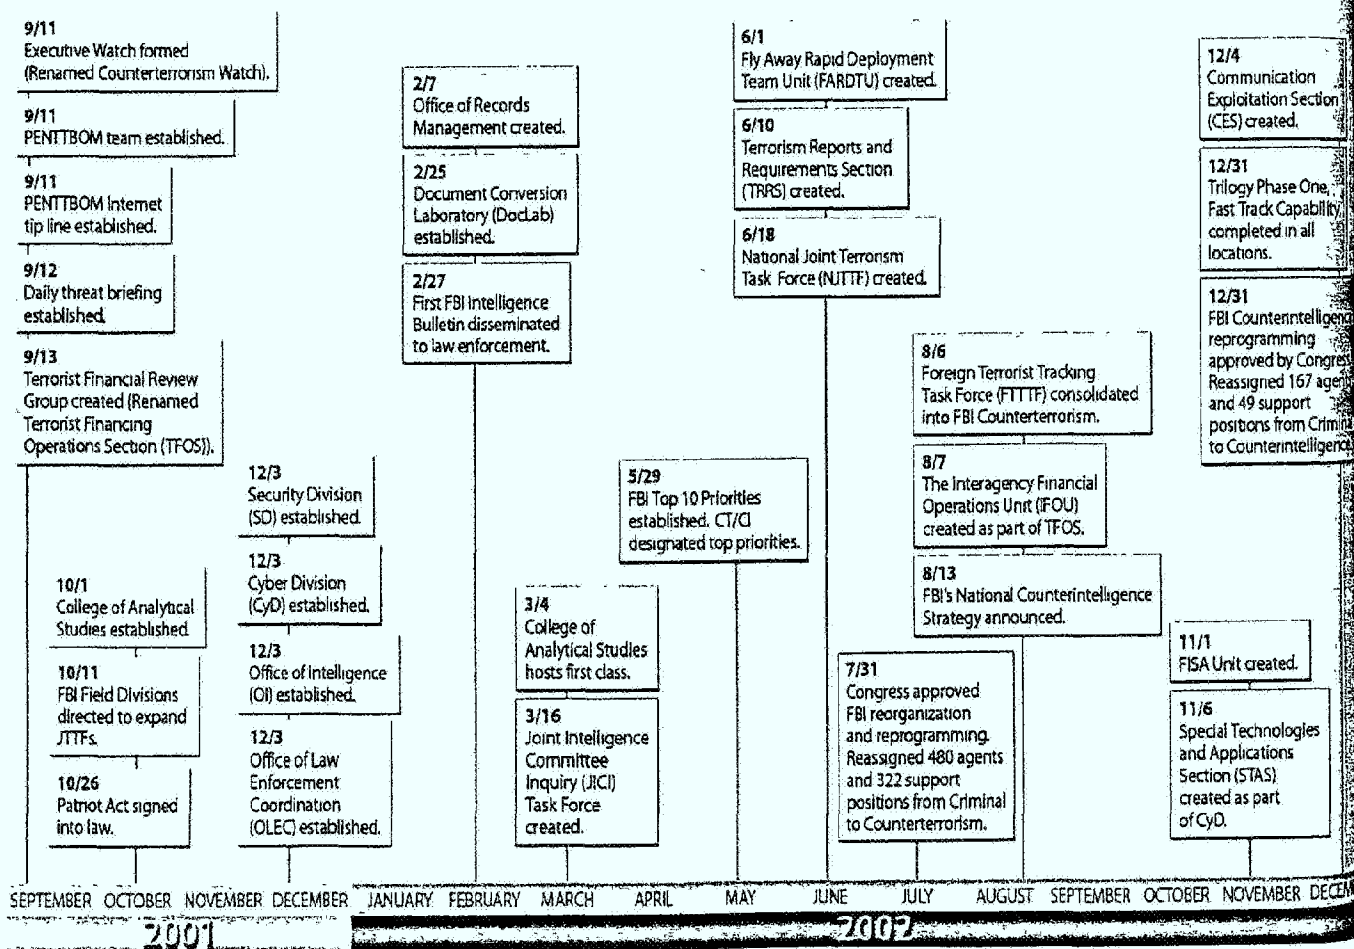 9/11
Executive Watch formed
(Renamed Counterterrorism Watch).
9/11
PENTTBOM team established.
9/11
PENTTBOM Internet
tip line established.
9/12
Daily threat briefing
established.
9/13
Terrorist Financial Review
Group created (Renamed
Terrorist Financing
Operations Section (TFOS)).
10/1
College of Analytical
Studies established
10/11
FBI Field Divisions
directed to expand
JTTFs.
10/26
Patriot Act signed
into law.
12/3
Security Division
(SD) established.
12/3
Cyber Division
(CyD) established.
12/3
Office of Intelligence
(OI) established.
12/3
Office of Law
Enforcement
Coordination
(OLEC) established.
2/7
Office of Records
Management created.
2/25
Document Conversion
Laboratory (DocLab)
established.
2/27
First FBI Intelligence
Bulletin disseminated
to law enforcement.
3/4
College of
Analytical Studies
hosts first class.
3/16
Joint Intelligence
Committee
Inquiry (JICI)
Task Force
created.
5/29
FBI Top 10 Priorities
established. CT/CI
designated top priorities.
6/1
Fly Away Rapid Deployment
Team Unit (FARDTU) created.
6/10
Terrorism Reports and
Requirements Section
(TRRS) created.
6/18
National Joint Terrorism
Task Force (NJTTF) created.
7/31
Congress approved
FBI reorganization
and reprogramming.
Reassigned 480 agents
and 322 support
positions from Criminal
to Counterterrorism.
8/6
Foreign Terrorist Tracking
Task Force (FTTTF) consolidated
into FBI Counterterrorism.
8/7
The Interagency Financial
Operations Unit (IFOU)
created as part of TFOS.
8/13
FBI's National Counterintelligence
Strategy announced.
11/1
FISA Unit created.
11/6
Special Technologies
and Applications
Section (STAS)
created as part
of CyD.
12/4
Communication
Exploitation Section
(CES) created.
12/31
Trilogy Phase One,
Fast Track Capability
completed in all
locations.
12/31
FBI Counterintelligenc
reprogramming
approved by Congres
Reassigned 167 agen
and 49 support
positions from Crimin
to Counterintelligenc
SEPTEMBER OCTOBER NOVEMBER DECEMBER JANUARY FEBRUARY MARCH APRIL MAY JUNE JULY AUGUST SEPTEMBER OCTOBER NOVEMBER DECEM
2001 2002